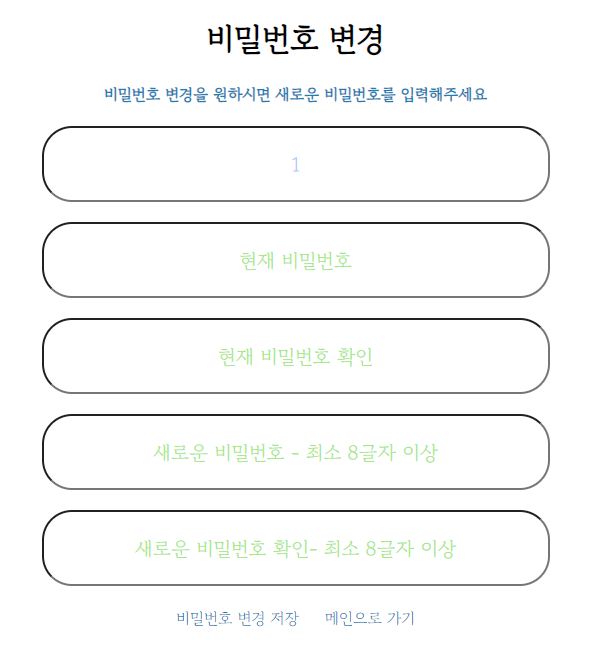 비밀번호 변경
비밀번호 변경을 원하시면 새로운 비밀번호를 입력해주세요
1
현재 비밀번호
현재 비밀번호 확인
새로운 비밀번호 - 최소 8글자 이상
새로운 비밀번호 확인- 최소 8글자 이상
비밀번호 변경 저장 메인으로 가기